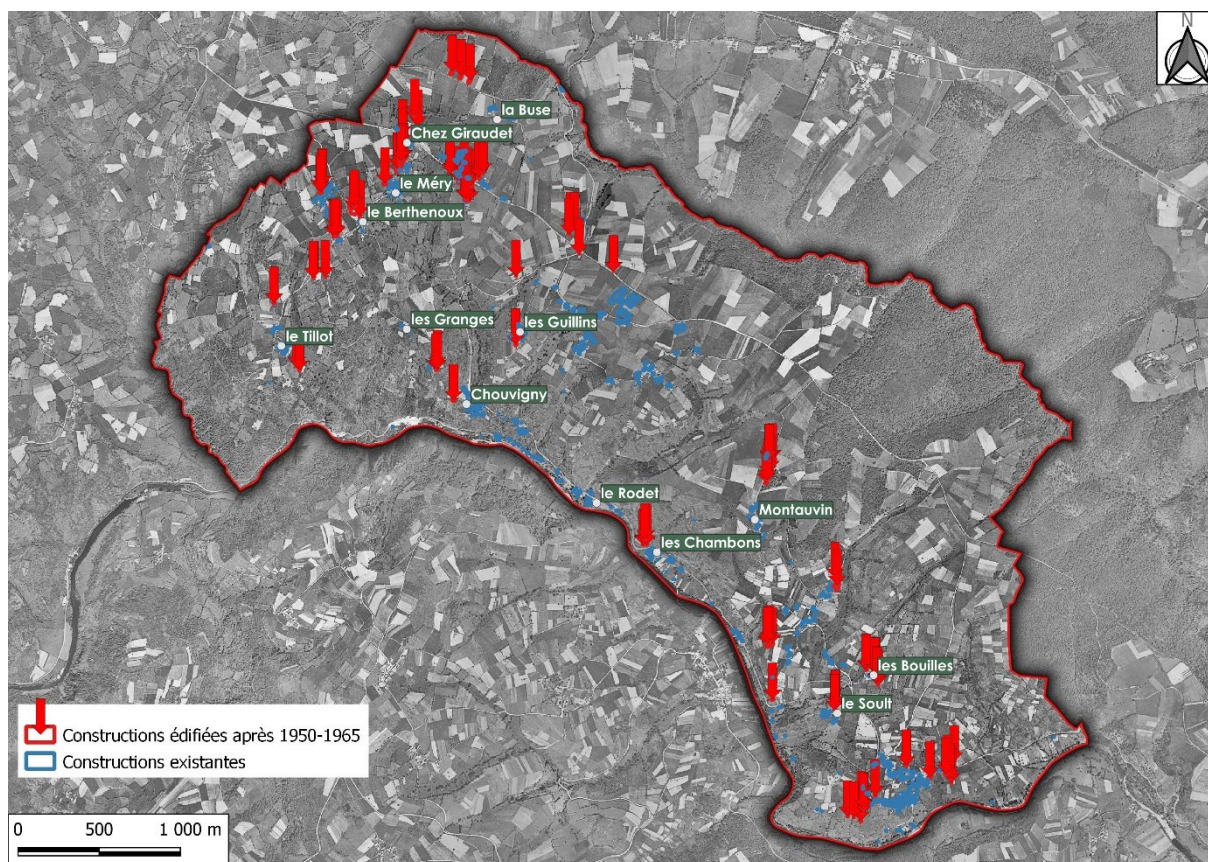 N
la Buse
Chez Giraudet
le Méry
le Berthenoux
les Granges
les Guillins
le Tillot
Chouvigny
le Rodet
Montauvin
les Chambons
les Bouilles
le Soult
Constructions édifiées après 1950-1965
Constructions existantes
0 500 1 000 m